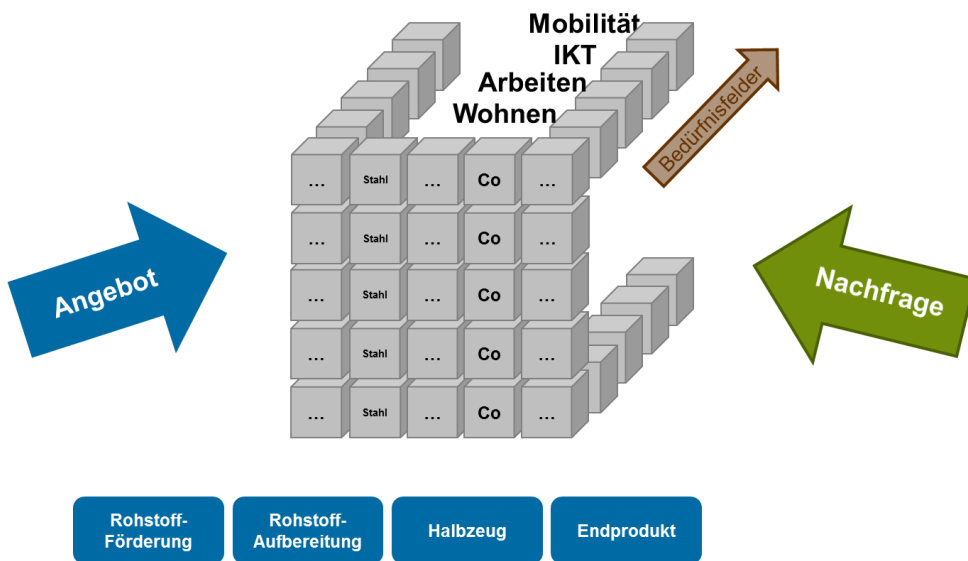 Mobilität
IKT
Arbeiten
Wohnen
Bedürfnisfelder
... Stahl ... Co ...
... Stahl ... Co ...
... Stahl ... Co ...
... Stahl ... Co ...
... Stahl ... Co ...
Angebot
Nachfrage
Rohstoff-
Förderung
Rohstoff-
Aufbereitung
Halbzeug
Endprodukt